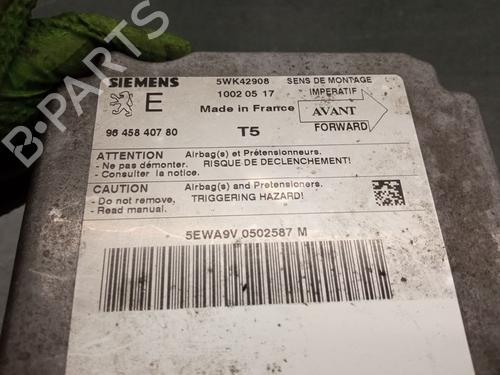 B-PARTS
SIEMENS 5WK42908 SENS DE MONTAGE
E 1002 05 17 IMPERATIF
Made in France AVANT
96 458 407 80 T5 FORWARD
ATTENTION Airbag(s) et Prétensionneurs.
- Ne pas démonter. RISQUE DE DECLENCHEMENT!
- Consulter la notice.
CAUTION Airbag(s) and Pretensioners.
- Do not remove, TRIGGERING HAZARD!
- Read manual.
5EWA9V 0502587 M